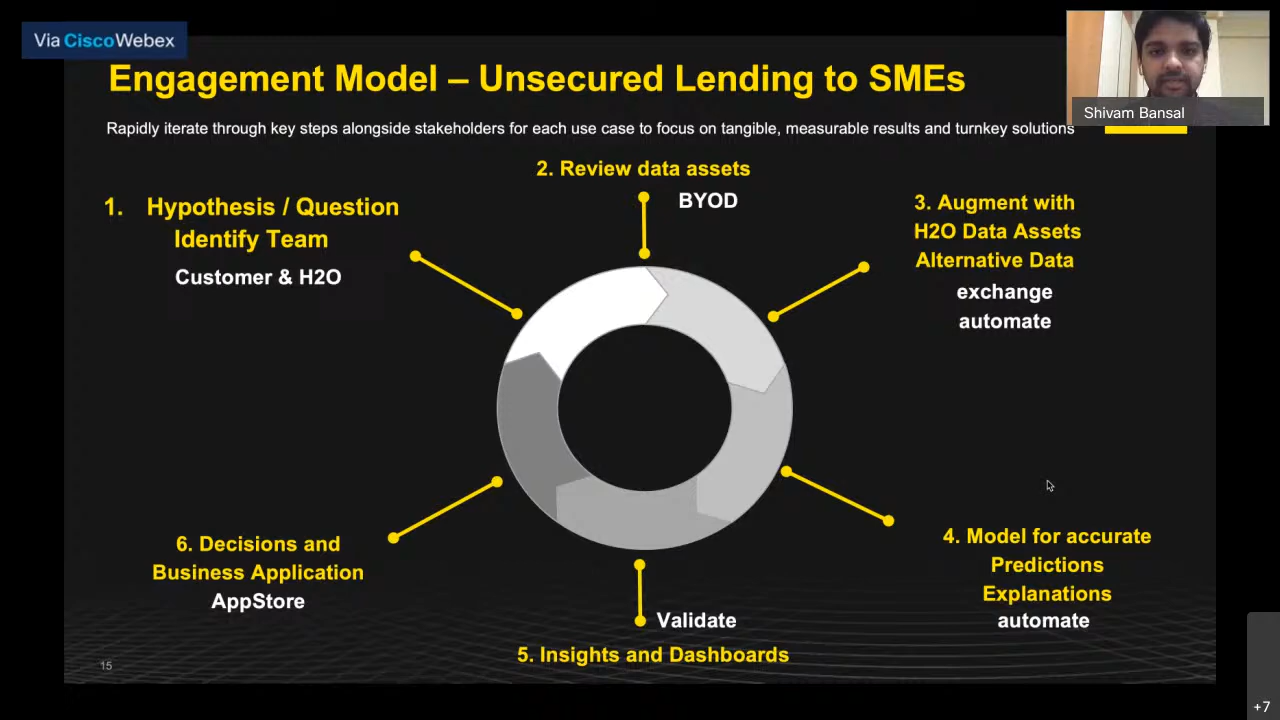 Via CiscoWebex
Engagement Model – Unsecured Lending to SMEs
Shivam Bansal
Rapidly iterate through key steps alongside stakeholders for each use case to focus on tangible, measurable results and turnkey solutions
1. Hypothesis / Question
Identify Team
Customer & H2O
2. Review data assets
BYOD
3. Augment with
H2O Data Assets
Alternative Data
exchange
automate
4. Model for accurate
Predictions
Explanations
automate
Validate
5. Insights and Dashboards
6. Decisions and
Business Application
AppStore
15
+7